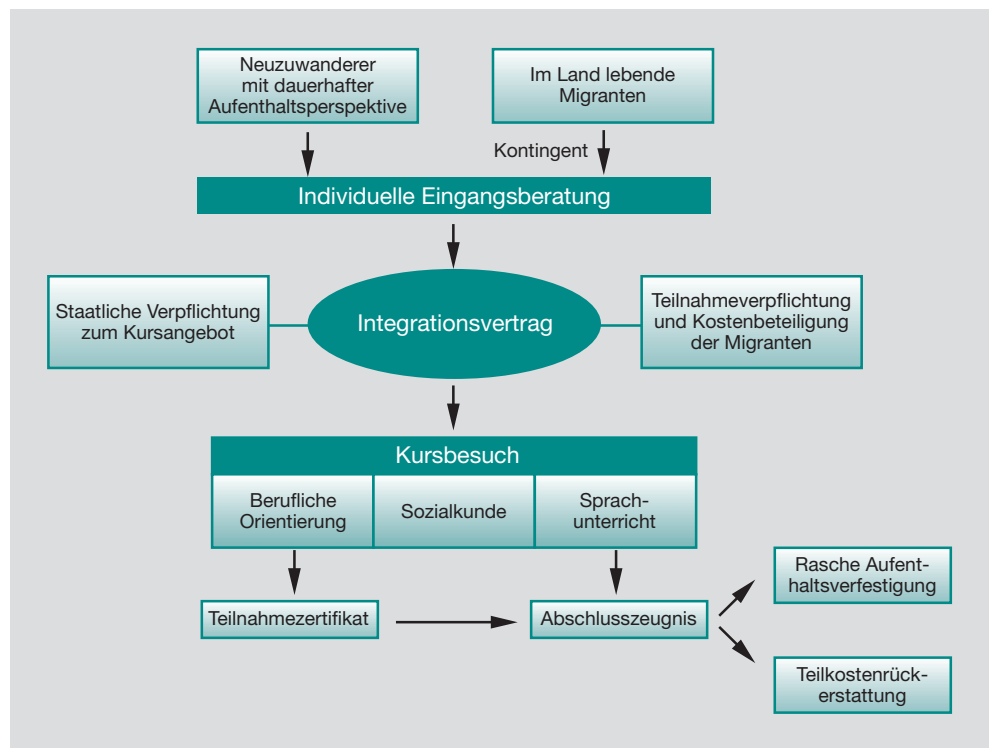 Neuzuwanderer
mit dauerhafter
Aufenthaltsperspektive
Im Land lebende
Migranten
Kontingent
Individuelle Eingangsberatung
Staatliche Verpflichtung
zum Kursangebot
Integrationsvertrag
Teilnahmeverpflichtung
und Kostenbeteiligung
der Migranten
Kursbesuch
Berufliche
Orientierung
Sozialkunde
Sprach-
unterricht
Teilnahmezertifikat
Abschlusszeugnis
Rasche Aufent-
haltsverfestigung
Teilkostenrück-
erstattung